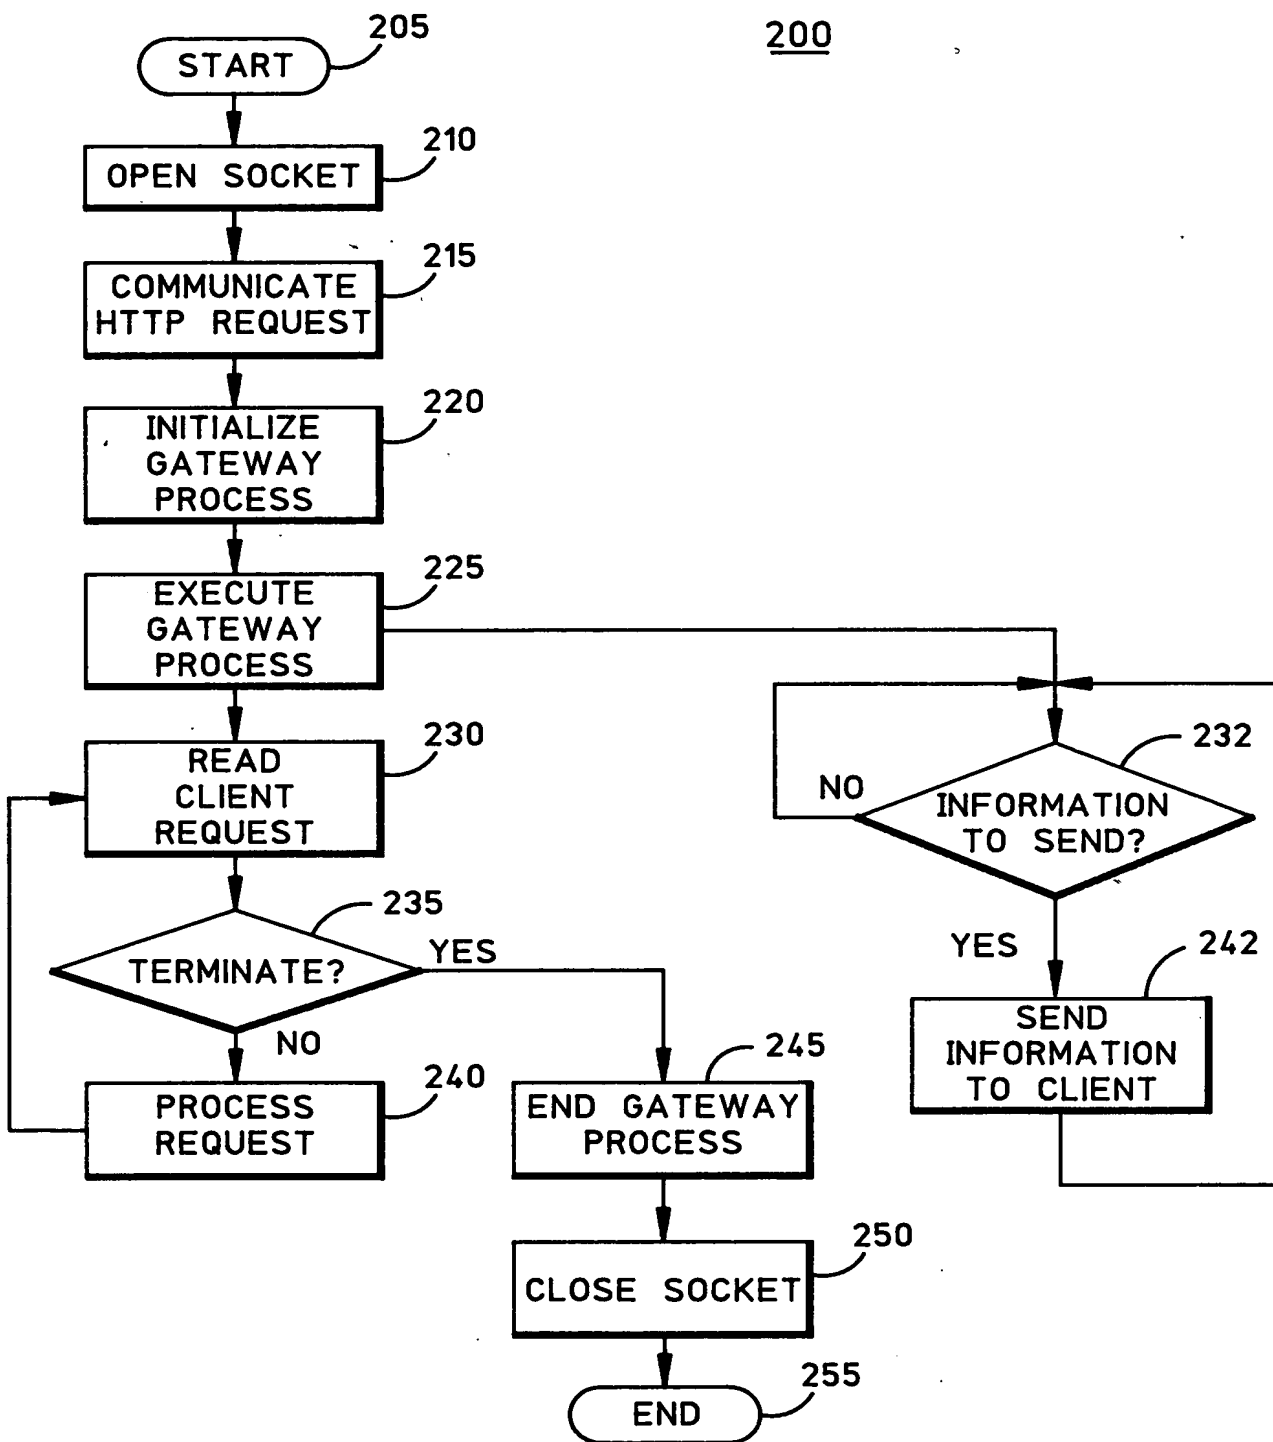 200
205
START
210
OPEN SOCKET
215
COMMUNICATE
HTTP REQUEST
220
INITIALIZE
GATEWAY
PROCESS
225
EXECUTE
GATEWAY
PROCESS
230
READ
CLIENT
REQUEST
232
NO
INFORMATION
TO SEND?
YES
235
TERMINATE?
YES
NO
242
SEND
INFORMATION
TO CLIENT
240
PROCESS
REQUEST
245
END GATEWAY
PROCESS
250
CLOSE SOCKET
255
END